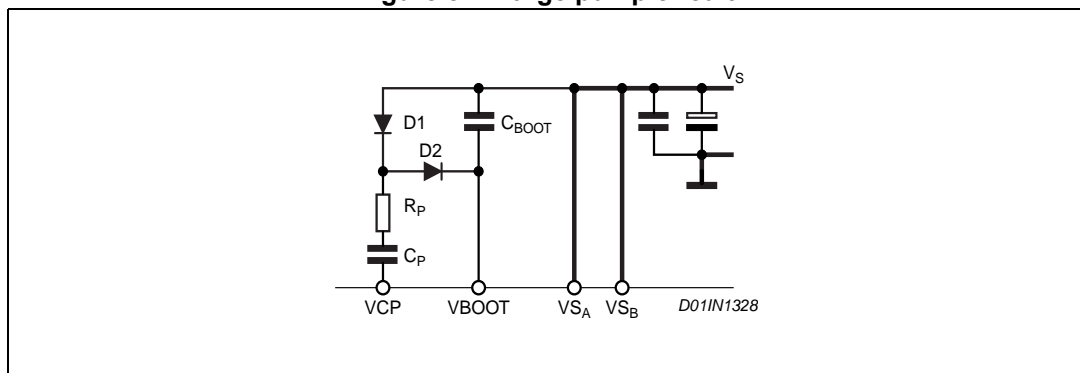 V_S
D1
C_BOOT
D2
R_P
C_P
VCP VBOOT VS_A VS_B D01IN1328